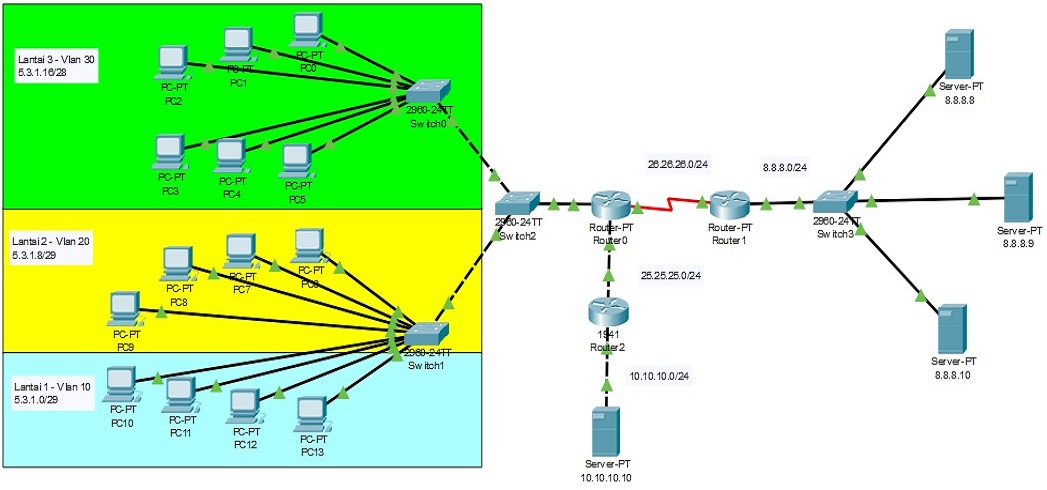 Lantai 3 - Vlan 30
5.3.1.16/28
PC-PT
PC0
PC-PT
PC1
PC-PT
PC2
PC-PT
PC3
PC-PT
PC4
PC-PT
PC5
2960-24TT
Switch0
Lantai 2 - Vlan 20
5.3.1.8/29
PC-PT
PC-PT
PC7
PC-PT
PC8
PC-PT
PC9
2960-24TT
Switch1
Lantai 1 - Vlan 10
5.3.1.0/29
PC-PT
PC10
PC-PT
PC11
PC-PT
PC12
PC-PT
PC13
2960-24TT
Switch2
Router-PT
Router0
26.26.26.0/24
Router-PT
Router1
8.8.8.0/24
2960-24TT
Switch3
Server-PT
8.8.8.8
Server-PT
8.8.8.9
Server-PT
8.8.8.10
25.25.25.0/24
1941
Router2
10.10.10.0/24
Server-PT
10.10.10.10